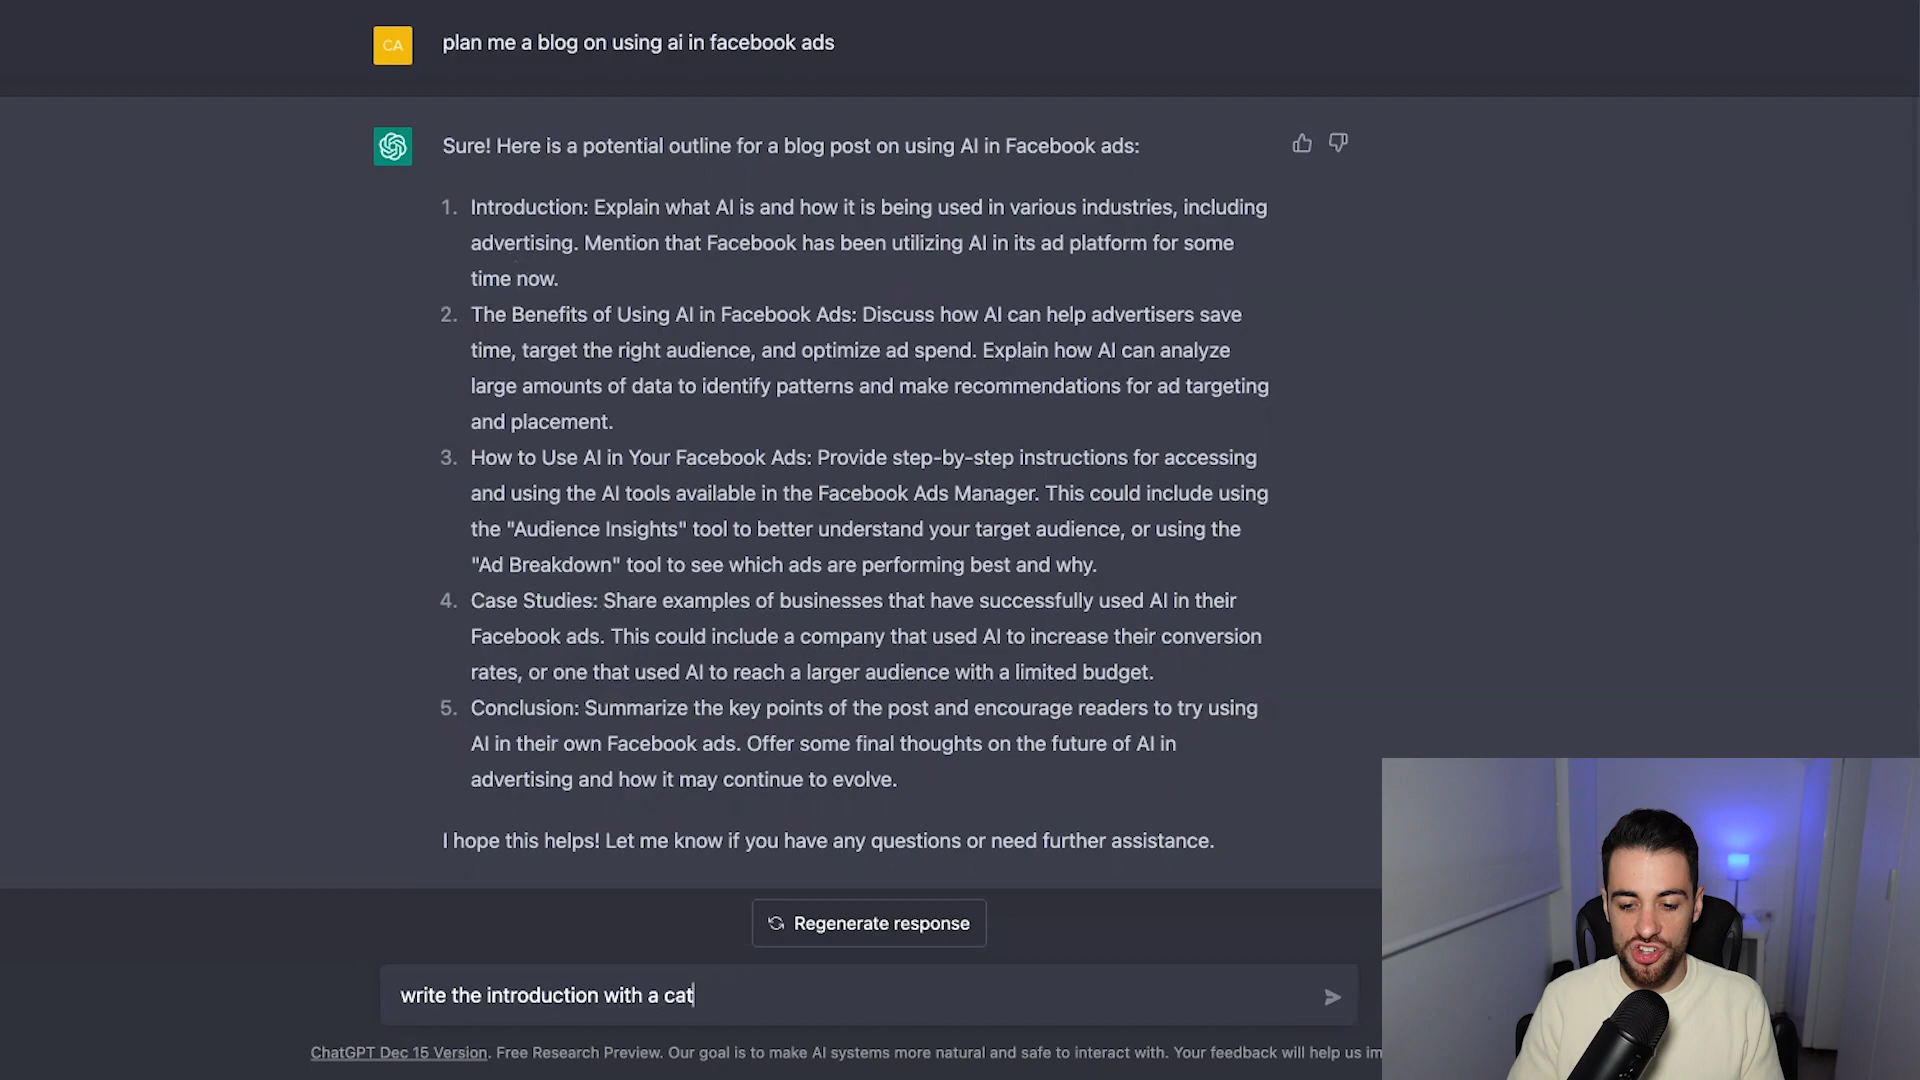 CA
plan me a blog on using ai in facebook ads
Sure! Here is a potential outline for a blog post on using AI in Facebook ads:
1. Introduction: Explain what AI is and how it is being used in various industries, including
advertising. Mention that Facebook has been utilizing AI in its ad platform for some
time now.
2. The Benefits of Using AI in Facebook Ads: Discuss how AI can help advertisers save
time, target the right audience, and optimize ad spend. Explain how AI can analyze
large amounts of data to identify patterns and make recommendations for ad targeting
and placement.
3. How to Use AI in Your Facebook Ads: Provide step-by-step instructions for accessing
and using the AI tools available in the Facebook Ads Manager. This could include using
the "Audience Insights" tool to better understand your target audience, or using the
"Ad Breakdown" tool to see which ads are performing best and why.
4. Case Studies: Share examples of businesses that have successfully used AI in their
Facebook ads. This could include a company that used AI to increase their conversion
rates, or one that used AI to reach a larger audience with a limited budget.
5. Conclusion: Summarize the key points of the post and encourage readers to try using
AI in their own Facebook ads. Offer some final thoughts on the future of AI in
advertising and how it may continue to evolve.
I hope this helps! Let me know if you have any questions or need further assistance.
Regenerate response
write the introduction with a cat
ChatGPT Dec 15 Version. Free Research Preview. Our goal is to make AI systems more natural and safe to interact with. Your feedback will help us im